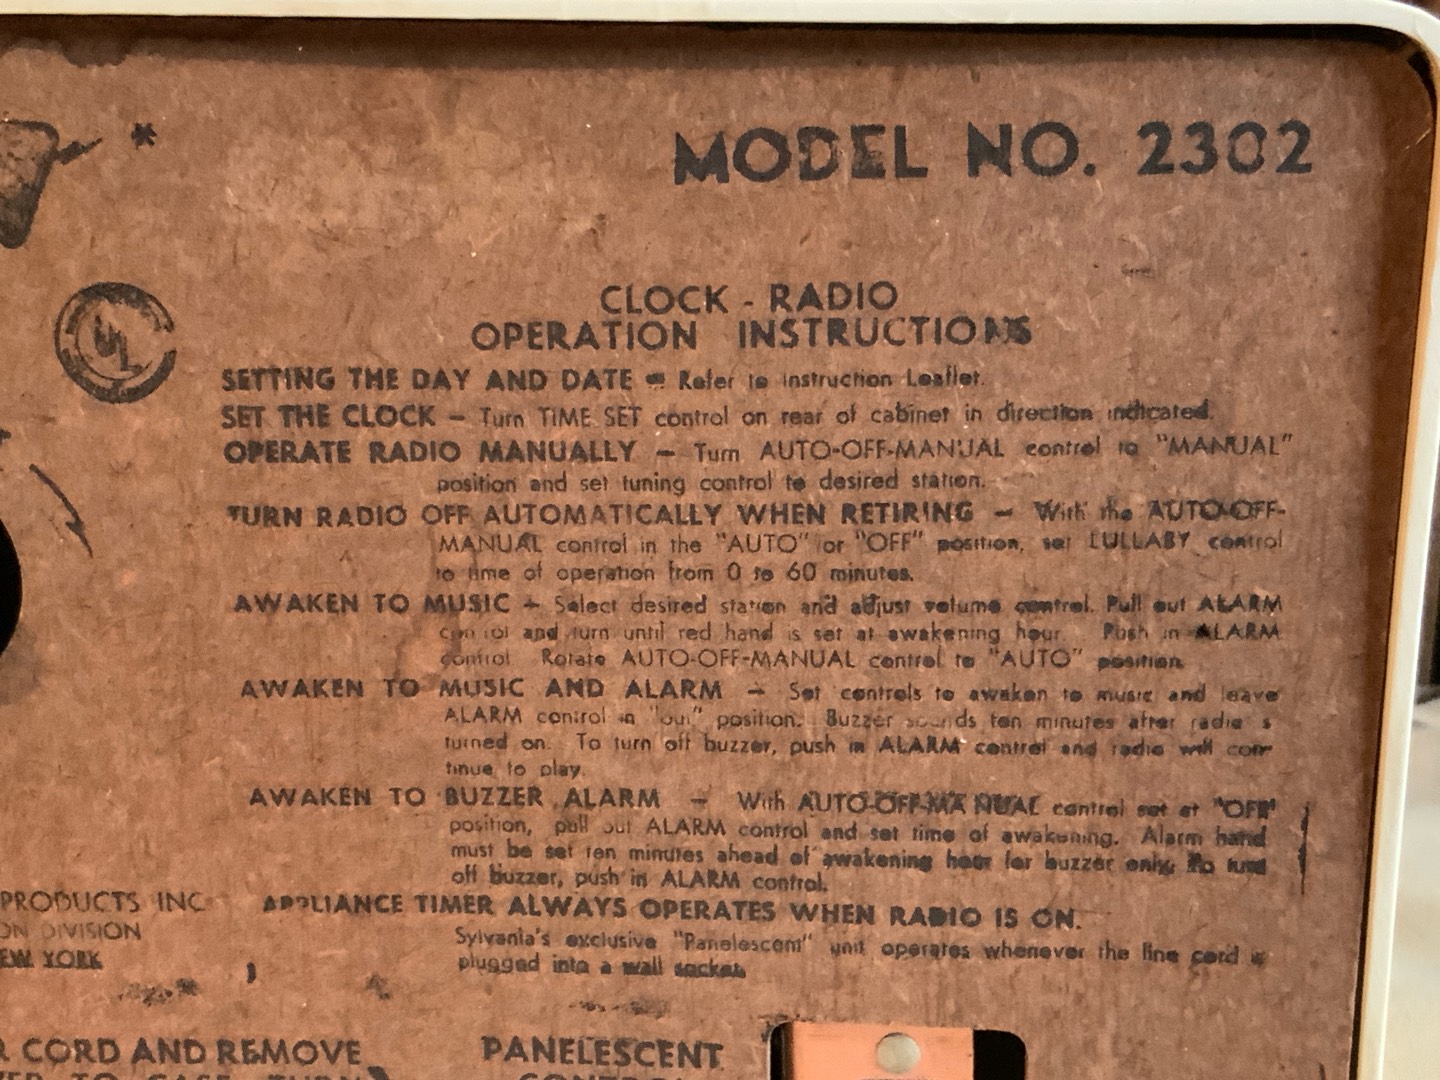 *
MODEL NO. 2302
UL
CLOCK - RADIO
OPERATION INSTRUCTIONS
SETTING THE DAY AND DATE - Refer to Instruction Leaflet.
SET THE CLOCK - Turn TIME SET control on rear of cabinet in direction indicated.
OPERATE RADIO MANUALLY - Turn AUTO-OFF-MANUAL control to "MANUAL"
position and set tuning control to desired station.
TURN RADIO OFF AUTOMATICALLY WHEN RETIRING - With the AUTO-OFF-
MANUAL control in the "AUTO" or "OFF" position, set LULLABY control
to time of operation from 0 to 60 minutes.
AWAKEN TO MUSIC - Select desired station and adjust volume control. Pull out ALARM
control and turn until red hand is set at awakening hour. Push in ALARM
control. Rotate AUTO-OFF-MANUAL control to "AUTO" position.
AWAKEN TO MUSIC AND ALARM - Set controls to awaken to music and leave
ALARM control in "out" position. Buzzer sounds ten minutes after radio is
turned on. To turn off buzzer, push in ALARM control and radio will con-
tinue to play.
AWAKEN TO BUZZER ALARM - With AUTO-OFF-MANUAL control set at "OFF"
position, pull out ALARM control and set time of awakening. Alarm hand
must be set ten minutes ahead of awakening hour for buzzer only. To turn
off buzzer, push in ALARM control.
PRODUCTS INC
ON DIVISION
EW YORK
APPLIANCE TIMER ALWAYS OPERATES WHEN RADIO IS ON.
Sylvania's exclusive "Panelescent" unit operates whenever the line cord is
plugged into a wall socket.
R CORD AND REMOVE
PANELESCENT
CONTROL